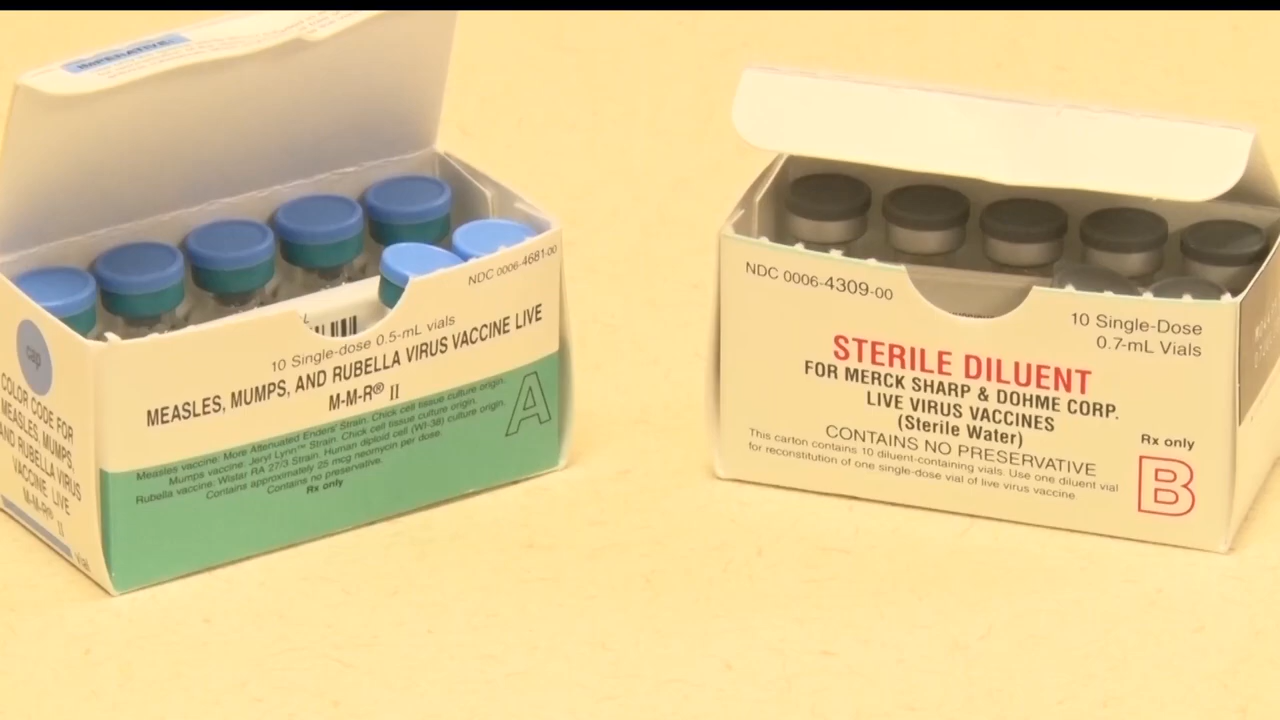 IMPERATIVE:
NDC 0006-4681-00
10 Single-dose 0.5-mL vials
MEASLES, MUMPS, AND RUBELLA VIRUS VACCINE LIVE
M-M-R® II
A
Measles vaccine: More Attenuated Enders' Strain. Chick cell tissue culture origin.
Mumps vaccine: Jeryl Lynn™ Strain. Chick cell tissue culture origin.
Rubella vaccine: Wistar RA 27/3 Strain. Human diploid cell (WI-38) culture origin.
Contains approximately 25 mcg neomycin per dose.
Contains no preservative.
Rx only
cap
COLOR CODE FOR
MEASLES, MUMPS,
AND RUBELLA VIRUS
VACCINE LIVE
M-M-R® II
vial
NDC 0006-4309-00
10 Single-Dose
0.7-mL Vials
STERILE DILUENT
FOR MERCK SHARP & DOHME CORP.
LIVE VIRUS VACCINES
(Sterile Water)
CONTAINS NO PRESERVATIVE
Rx only
This carton contains 10 diluent-containing vials. Use one diluent vial
for reconstitution of one single-dose vial of live virus vaccine.
B